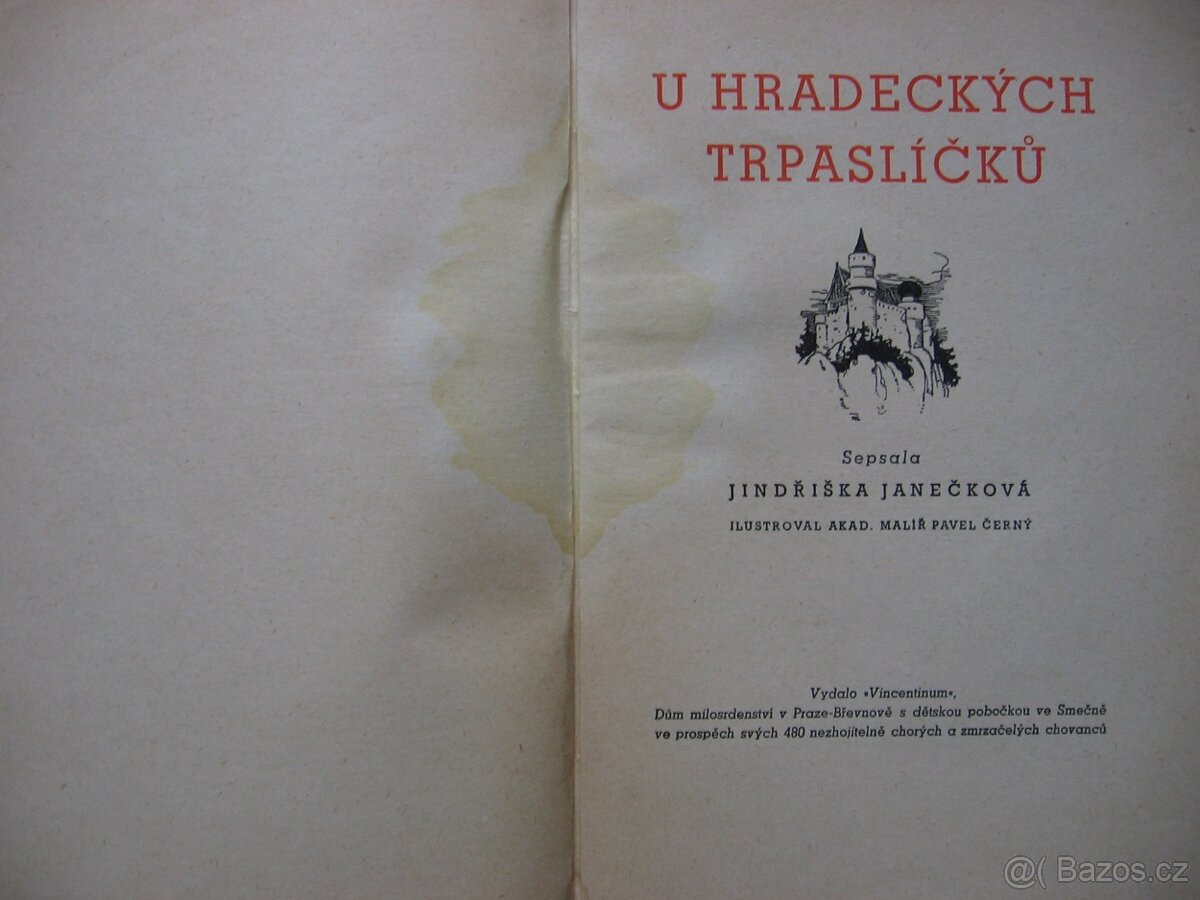 U HRADECKÝCH
TRPASLÍČKŮ
Sepsala
JINDŘIŠKA JANEČKOVÁ
ILUSTROVAL AKAD. MALÍŘ PAVEL ČERNÝ
Vydalo »Vincentinum«,
Dům milosrdenství v Praze-Břevnově s dětskou pobočkou ve Smečně
ve prospěch svých 480 nezhojitelně chorých a zmrzačelých chovanců
@( Bazos.cz